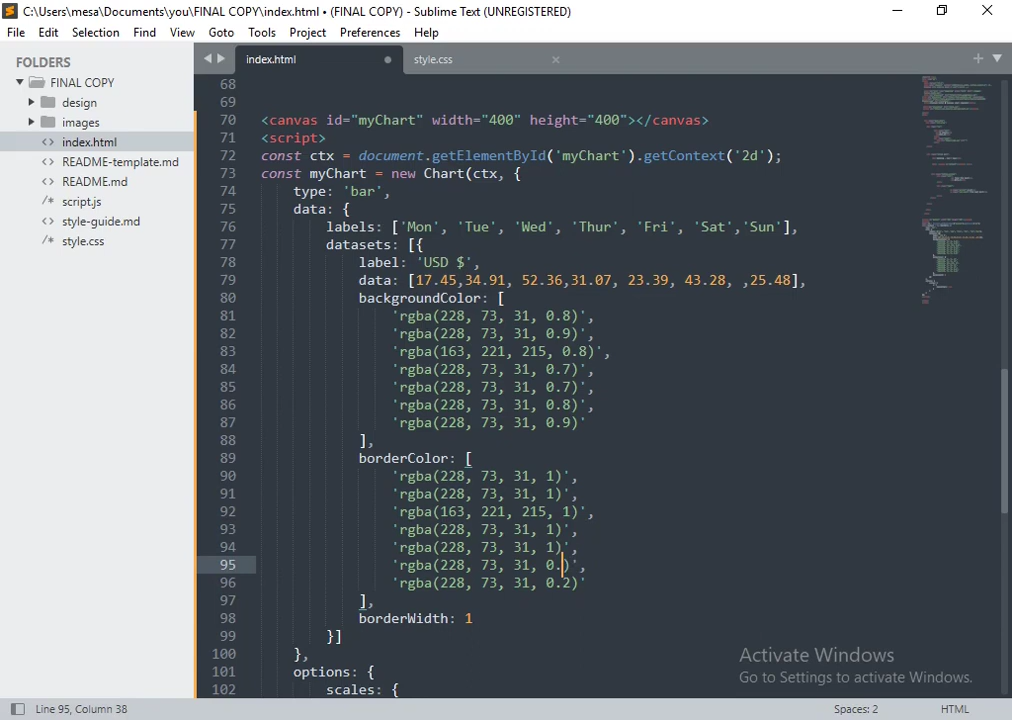 C:\Users\mesa\Documents\you\FINAL COPY\index.html • (FINAL COPY) - Sublime Text (UNREGISTERED)
File Edit Selection Find View Goto Tools Project Preferences Help
FOLDERS
FINAL COPY
design
images
index.html
README-template.md
README.md
script.js
style-guide.md
style.css
index.html
style.css
68
69
70 <canvas id="myChart" width="400" height="400"></canvas>
71 <script>
72 const ctx = document.getElementById('myChart').getContext('2d');
73 const myChart = new Chart(ctx, {
74 type: 'bar',
75 data: {
76 labels: ['Mon', 'Tue', 'Wed', 'Thur', 'Fri', 'Sat','Sun'],
77 datasets: [{
78 label: 'USD $',
79 data: [17.45,34.91, 52.36,31.07, 23.39, 43.28, ,25.48],
80 backgroundColor: [
81 'rgba(228, 73, 31, 0.8)',
82 'rgba(228, 73, 31, 0.9)',
83 'rgba(163, 221, 215, 0.8)',
84 'rgba(228, 73, 31, 0.7)',
85 'rgba(228, 73, 31, 0.7)',
86 'rgba(228, 73, 31, 0.8)',
87 'rgba(228, 73, 31, 0.9)'
88 ],
89 borderColor: [
90 'rgba(228, 73, 31, 1)',
91 'rgba(228, 73, 31, 1)',
92 'rgba(163, 221, 215, 1)',
93 'rgba(228, 73, 31, 1)',
94 'rgba(228, 73, 31, 1)',
95 'rgba(228, 73, 31, 0.)',
96 'rgba(228, 73, 31, 0.2)'
97 ],
98 borderWidth: 1
99 }]
100 },
101 options: {
102 scales: {
Activate Windows
Go to Settings to activate Windows.
Line 95, Column 38
Spaces: 2
HTML